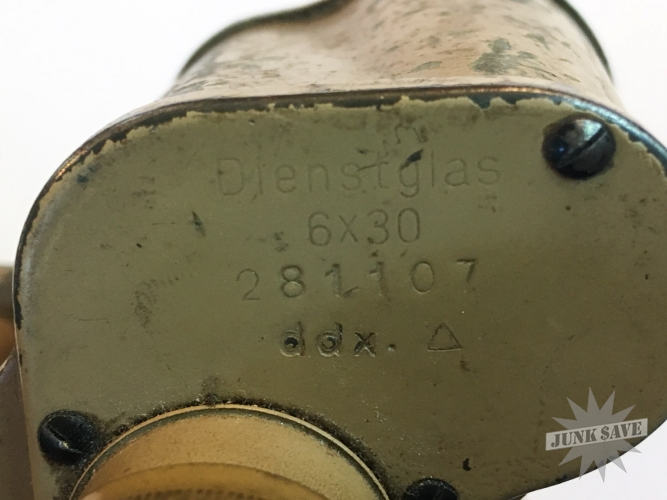 Dienstglas
6x30
281107
ddx. △
JUNK SAVE